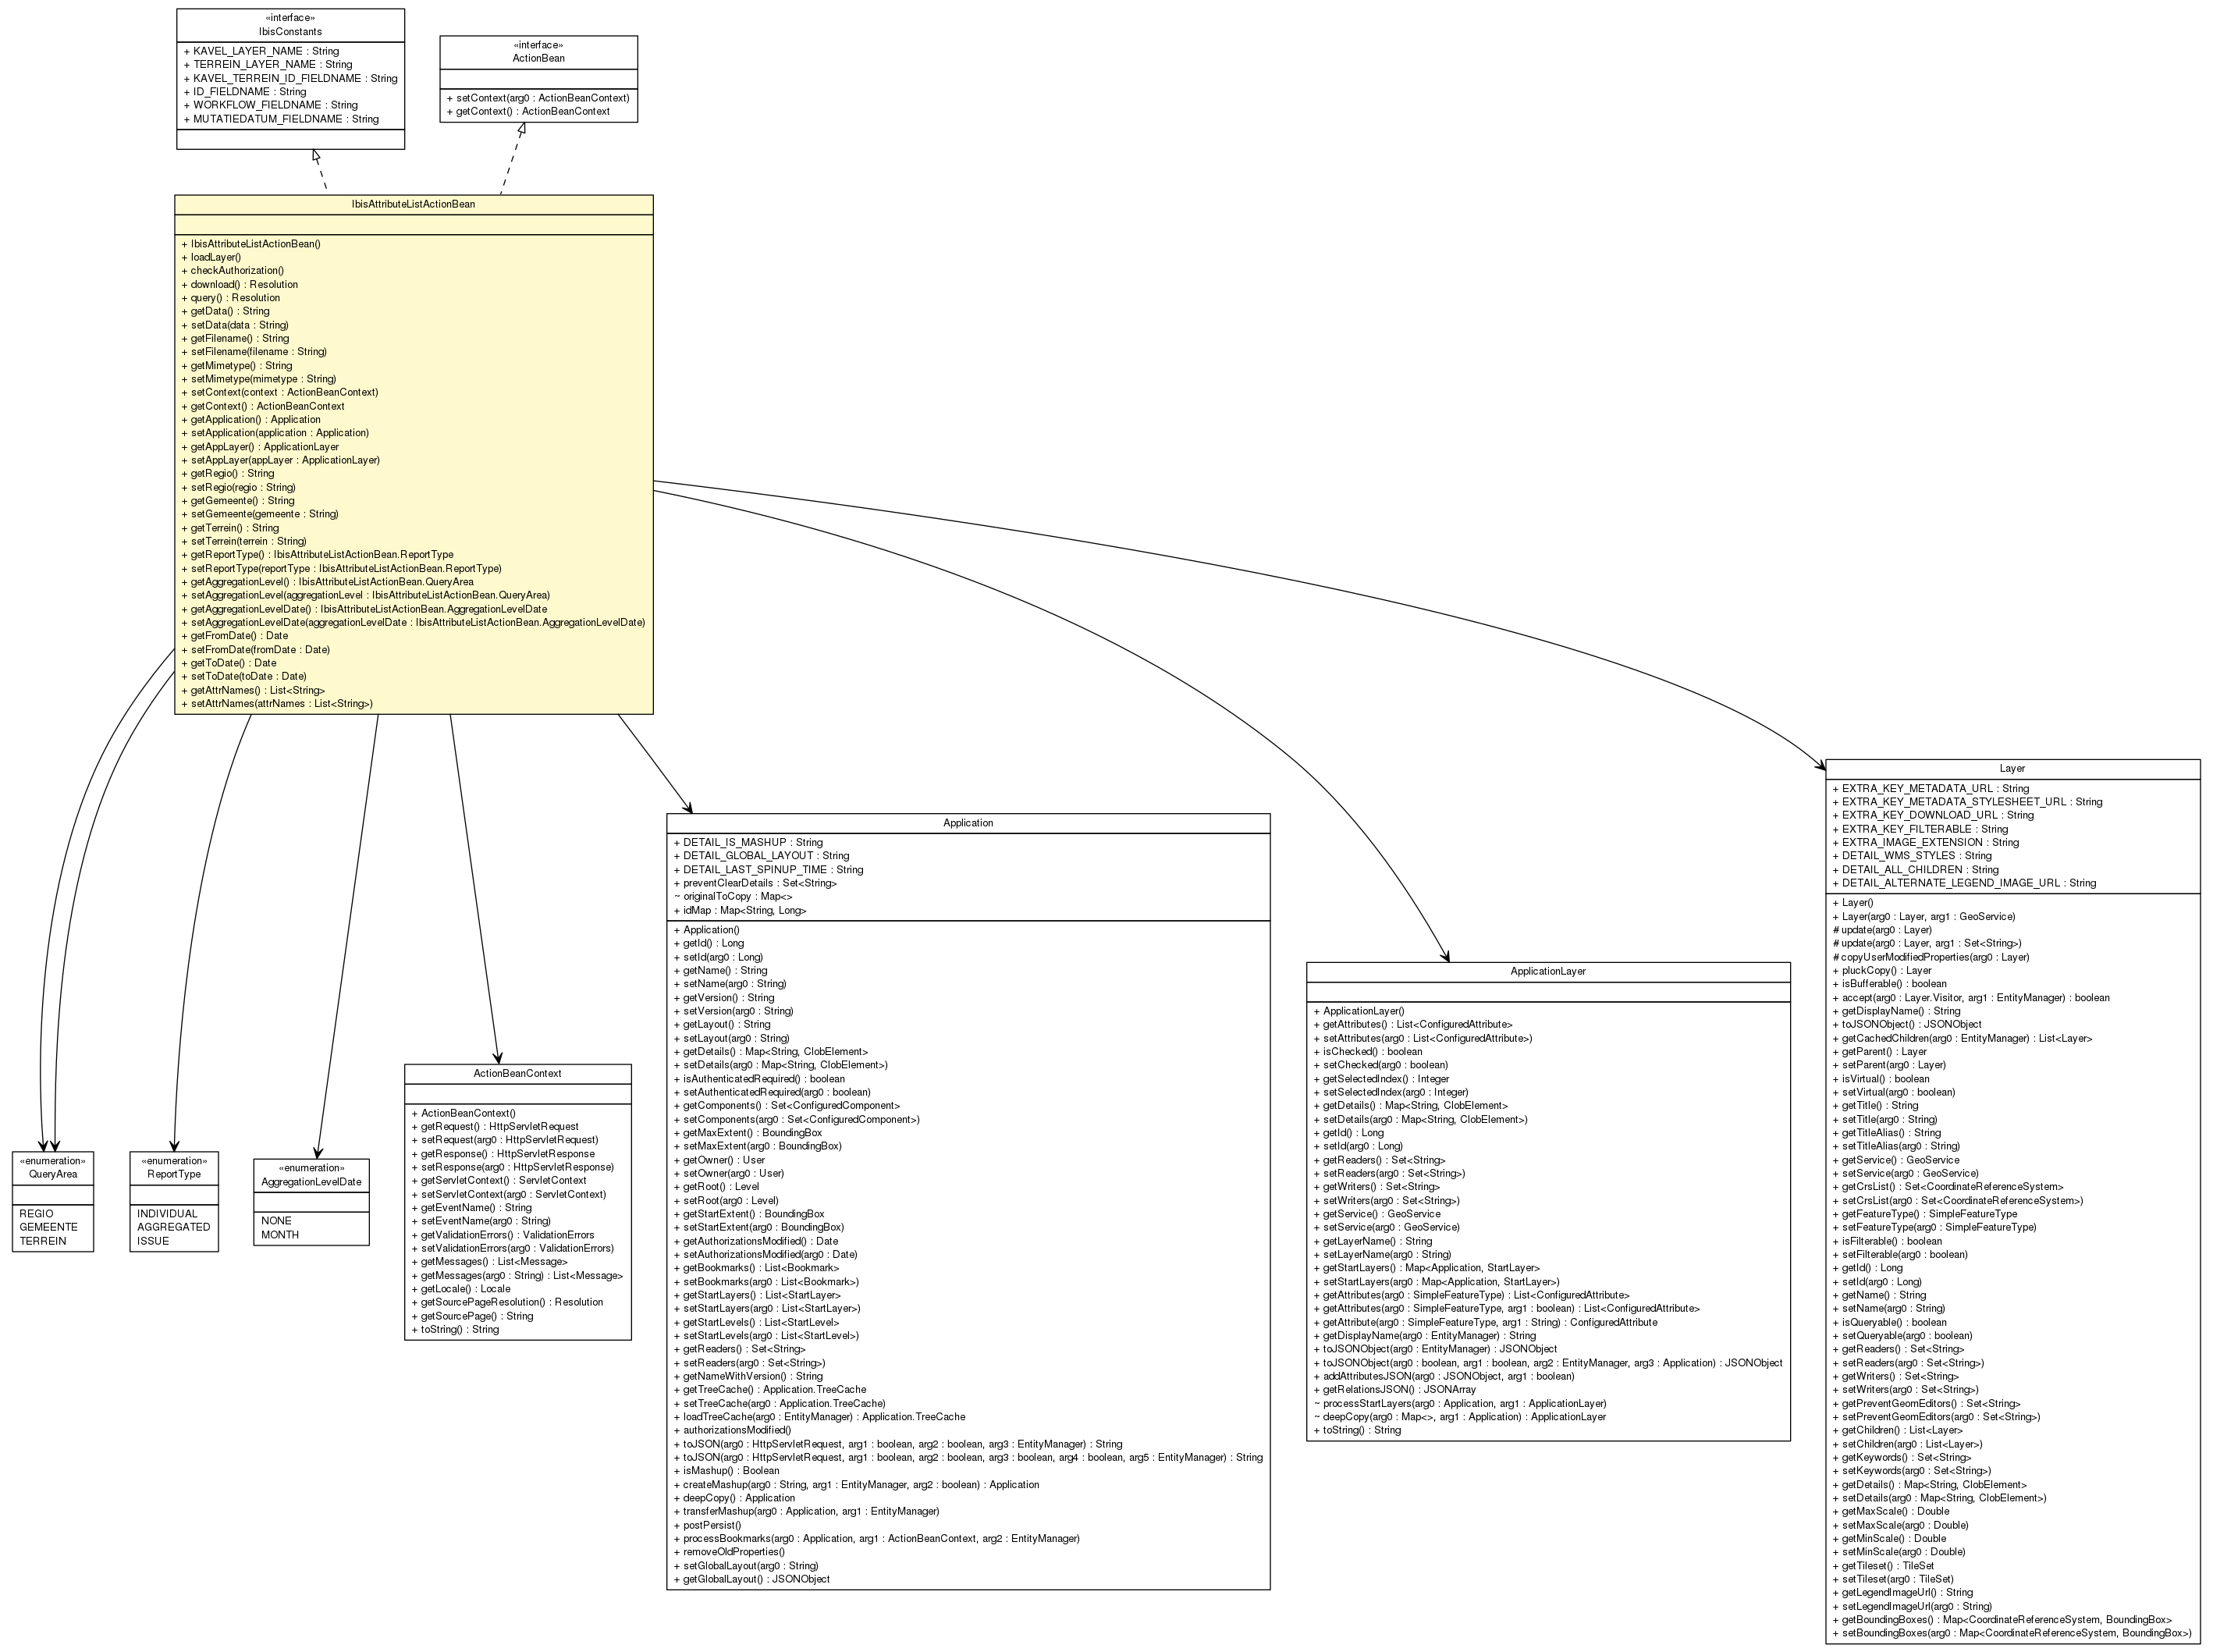 «interface»
IbisConstants
+ KAVEL_LAYER_NAME : String
+ TERREIN_LAYER_NAME : String
+ KAVEL_TERREIN_ID_FIELDNAME : String
+ ID_FIELDNAME : String
+ WORKFLOW_FIELDNAME : String
+ MUTATIEDATUM_FIELDNAME : String
«interface»
ActionBean
+ setContext(arg0 : ActionBeanContext)
+ getContext() : ActionBeanContext
IbisAttributeListActionBean
+ IbisAttributeListActionBean()
+ loadLayer()
+ checkAuthorization()
+ download() : Resolution
+ query() : Resolution
+ getData() : String
+ setData(data : String)
+ getFilename() : String
+ setFilename(filename : String)
+ getMimetype() : String
+ setMimetype(mimetype : String)
+ setContext(context : ActionBeanContext)
+ getContext() : ActionBeanContext
+ getApplication() : Application
+ setApplication(application : Application)
+ getAppLayer() : ApplicationLayer
+ setAppLayer(appLayer : ApplicationLayer)
+ getRegio() : String
+ setRegio(regio : String)
+ getGemeente() : String
+ setGemeente(gemeente : String)
+ getTerrein() : String
+ setTerrein(terrein : String)
+ getReportType() : IbisAttributeListActionBean.ReportType
+ setReportType(reportType : IbisAttributeListActionBean.ReportType)
+ getAggregationLevel() : IbisAttributeListActionBean.QueryArea
+ setAggregationLevel(aggregationLevel : IbisAttributeListActionBean.QueryArea)
+ getAggregationLevelDate() : IbisAttributeListActionBean.AggregationLevelDate
+ setAggregationLevelDate(aggregationLevelDate : IbisAttributeListActionBean.AggregationLevelDate)
+ getFromDate() : Date
+ setFromDate(fromDate : Date)
+ getToDate() : Date
+ setToDate(toDate : Date)
+ getAttrNames() : List<String>
+ setAttrNames(attrNames : List<String>)
«enumeration»
QueryArea
REGIO
GEMEENTE
TERREIN
«enumeration»
ReportType
INDIVIDUAL
AGGREGATED
ISSUE
«enumeration»
AggregationLevelDate
NONE
MONTH
ActionBeanContext
+ ActionBeanContext()
+ getRequest() : HttpServletRequest
+ setRequest(arg0 : HttpServletRequest)
+ getResponse() : HttpServletResponse
+ setResponse(arg0 : HttpServletResponse)
+ getServletContext() : ServletContext
+ setServletContext(arg0 : ServletContext)
+ getEventName() : String
+ setEventName(arg0 : String)
+ getValidationErrors() : ValidationErrors
+ setValidationErrors(arg0 : ValidationErrors)
+ getMessages() : List<Message>
+ getMessages(arg0 : String) : List<Message>
+ getLocale() : Locale
+ getSourcePageResolution() : Resolution
+ getSourcePage() : String
+ toString() : String
Application
+ DETAIL_IS_MASHUP : String
+ DETAIL_GLOBAL_LAYOUT : String
+ DETAIL_LAST_SPINUP_TIME : String
+ preventClearDetails : Set<String>
~ originalToCopy : Map<>
+ idMap : Map<String, Long>
+ Application()
+ getId() : Long
+ setId(arg0 : Long)
+ getName() : String
+ setName(arg0 : String)
+ getVersion() : String
+ setVersion(arg0 : String)
+ getLayout() : String
+ setLayout(arg0 : String)
+ getDetails() : Map<String, ClobElement>
+ setDetails(arg0 : Map<String, ClobElement>)
+ isAuthenticatedRequired() : boolean
+ setAuthenticatedRequired(arg0 : boolean)
+ getComponents() : Set<ConfiguredComponent>
+ setComponents(arg0 : Set<ConfiguredComponent>)
+ getMaxExtent() : BoundingBox
+ setMaxExtent(arg0 : BoundingBox)
+ getOwner() : User
+ setOwner(arg0 : User)
+ getRoot() : Level
+ setRoot(arg0 : Level)
+ getStartExtent() : BoundingBox
+ setStartExtent(arg0 : BoundingBox)
+ getAuthorizationsModified() : Date
+ setAuthorizationsModified(arg0 : Date)
+ getBookmarks() : List<Bookmark>
+ setBookmarks(arg0 : List<Bookmark>)
+ getStartLayers() : List<StartLayer>
+ setStartLayers(arg0 : List<StartLayer>)
+ getStartLevels() : List<StartLevel>
+ setStartLevels(arg0 : List<StartLevel>)
+ getReaders() : Set<String>
+ setReaders(arg0 : Set<String>)
+ getNameWithVersion() : String
+ getTreeCache() : Application.TreeCache
+ setTreeCache(arg0 : Application.TreeCache)
+ loadTreeCache(arg0 : EntityManager) : Application.TreeCache
+ authorizationsModified()
+ toJSON(arg0 : HttpServletRequest, arg1 : boolean, arg2 : boolean, arg3 : EntityManager) : String
+ toJSON(arg0 : HttpServletRequest, arg1 : boolean, arg2 : boolean, arg3 : boolean, arg4 : boolean, arg5 : EntityManager) : String
+ isMashup() : Boolean
+ createMashup(arg0 : String, arg1 : EntityManager, arg2 : boolean) : Application
+ deepCopy() : Application
+ transferMashup(arg0 : Application, arg1 : EntityManager)
+ postPersist()
+ processBookmarks(arg0 : Application, arg1 : ActionBeanContext, arg2 : EntityManager)
+ removeOldProperties()
+ setGlobalLayout(arg0 : String)
+ getGlobalLayout() : JSONObject
ApplicationLayer
+ ApplicationLayer()
+ getAttributes() : List<ConfiguredAttribute>
+ setAttributes(arg0 : List<ConfiguredAttribute>)
+ isChecked() : boolean
+ setChecked(arg0 : boolean)
+ getSelectedIndex() : Integer
+ setSelectedIndex(arg0 : Integer)
+ getDetails() : Map<String, ClobElement>
+ setDetails(arg0 : Map<String, ClobElement>)
+ getId() : Long
+ setId(arg0 : Long)
+ getReaders() : Set<String>
+ setReaders(arg0 : Set<String>)
+ getWriters() : Set<String>
+ setWriters(arg0 : Set<String>)
+ getService() : GeoService
+ setService(arg0 : GeoService)
+ getLayerName() : String
+ setLayerName(arg0 : String)
+ getStartLayers() : Map<Application, StartLayer>
+ setStartLayers(arg0 : Map<Application, StartLayer>)
+ getAttributes(arg0 : SimpleFeatureType) : List<ConfiguredAttribute>
+ getAttributes(arg0 : SimpleFeatureType, arg1 : boolean) : List<ConfiguredAttribute>
+ getAttribute(arg0 : SimpleFeatureType, arg1 : String) : ConfiguredAttribute
+ getDisplayName(arg0 : EntityManager) : String
+ toJSONObject(arg0 : EntityManager) : JSONObject
+ toJSONObject(arg0 : boolean, arg1 : boolean, arg2 : EntityManager, arg3 : Application) : JSONObject
+ addAttributesJSON(arg0 : JSONObject, arg1 : boolean)
+ getRelationsJSON() : JSONArray
~ processStartLayers(arg0 : Application, arg1 : ApplicationLayer)
~ deepCopy(arg0 : Map<>, arg1 : Application) : ApplicationLayer
+ toString() : String
Layer
+ EXTRA_KEY_METADATA_URL : String
+ EXTRA_KEY_METADATA_STYLESHEET_URL : String
+ EXTRA_KEY_DOWNLOAD_URL : String
+ EXTRA_KEY_FILTERABLE : String
+ EXTRA_IMAGE_EXTENSION : String
+ DETAIL_WMS_STYLES : String
+ DETAIL_ALL_CHILDREN : String
+ DETAIL_ALTERNATE_LEGEND_IMAGE_URL : String
+ Layer()
+ Layer(arg0 : Layer, arg1 : GeoService)
# update(arg0 : Layer)
# update(arg0 : Layer, arg1 : Set<String>)
# copyUserModifiedProperties(arg0 : Layer)
+ pluckCopy() : Layer
+ isBufferable() : boolean
+ accept(arg0 : Layer.Visitor, arg1 : EntityManager) : boolean
+ getDisplayName() : String
+ toJSONObject() : JSONObject
+ getCachedChildren(arg0 : EntityManager) : List<Layer>
+ getParent() : Layer
+ setParent(arg0 : Layer)
+ isVirtual() : boolean
+ setVirtual(arg0 : boolean)
+ getTitle() : String
+ setTitle(arg0 : String)
+ getTitleAlias() : String
+ setTitleAlias(arg0 : String)
+ getService() : GeoService
+ setService(arg0 : GeoService)
+ getCrsList() : Set<CoordinateReferenceSystem>
+ setCrsList(arg0 : Set<CoordinateReferenceSystem>)
+ getFeatureType() : SimpleFeatureType
+ setFeatureType(arg0 : SimpleFeatureType)
+ isFilterable() : boolean
+ setFilterable(arg0 : boolean)
+ getId() : Long
+ setId(arg0 : Long)
+ getName() : String
+ setName(arg0 : String)
+ isQueryable() : boolean
+ setQueryable(arg0 : boolean)
+ getReaders() : Set<String>
+ setReaders(arg0 : Set<String>)
+ getWriters() : Set<String>
+ setWriters(arg0 : Set<String>)
+ getPreventGeomEditors() : Set<String>
+ setPreventGeomEditors(arg0 : Set<String>)
+ getChildren() : List<Layer>
+ setChildren(arg0 : List<Layer>)
+ getKeywords() : Set<String>
+ setKeywords(arg0 : Set<String>)
+ getDetails() : Map<String, ClobElement>
+ setDetails(arg0 : Map<String, ClobElement>)
+ getMaxScale() : Double
+ setMaxScale(arg0 : Double)
+ getMinScale() : Double
+ setMinScale(arg0 : Double)
+ getTileset() : TileSet
+ setTileset(arg0 : TileSet)
+ getLegendImageUrl() : String
+ setLegendImageUrl(arg0 : String)
+ getBoundingBoxes() : Map<CoordinateReferenceSystem, BoundingBox>
+ setBoundingBoxes(arg0 : Map<CoordinateReferenceSystem, BoundingBox>)